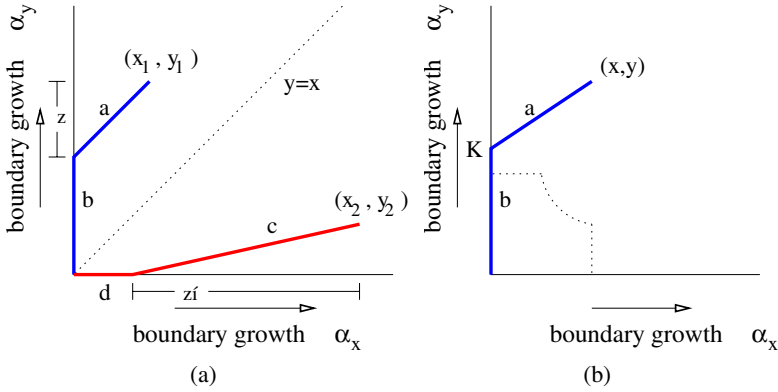 α_y
boundary growth
z
a
b
(x_1 , y_1)
y=x
(x_2 , y_2)
c
d
zí
boundary growth α_x
(a)
α_y
boundary growth
K
a
b
(x,y)
boundary growth α_x
(b)